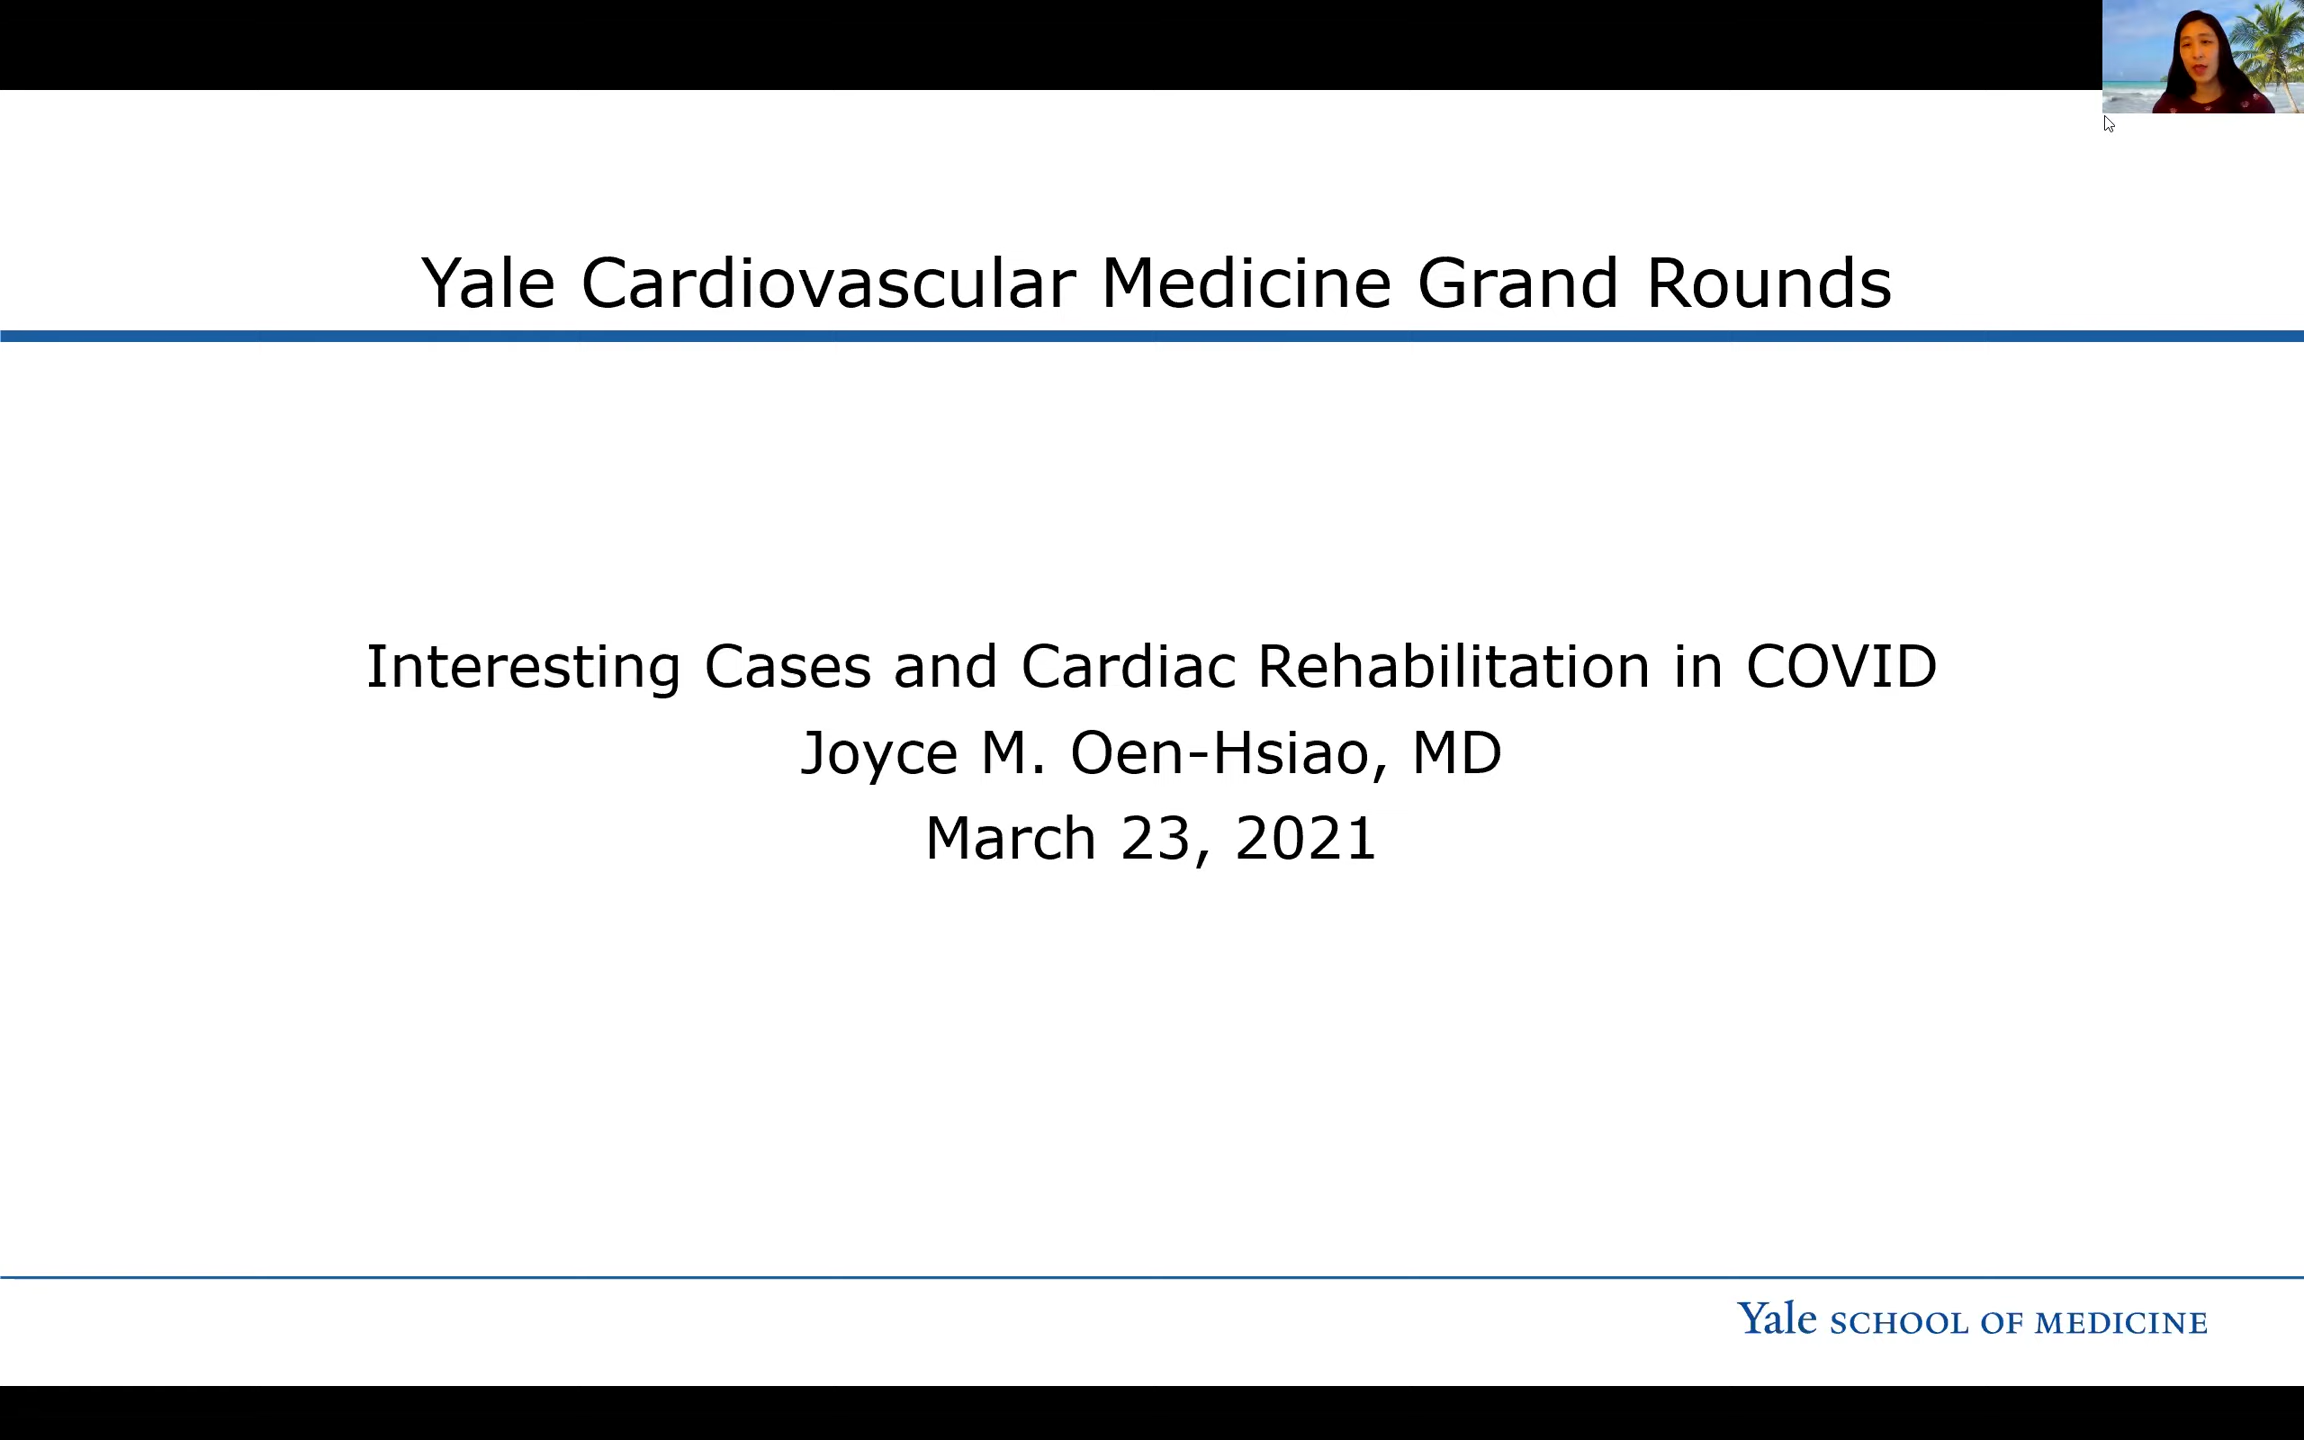 Yale Cardiovascular Medicine Grand Rounds
Interesting Cases and Cardiac Rehabilitation in COVID
Joyce M. Oen-Hsiao, MD
March 23, 2021
Yale SCHOOL OF MEDICINE